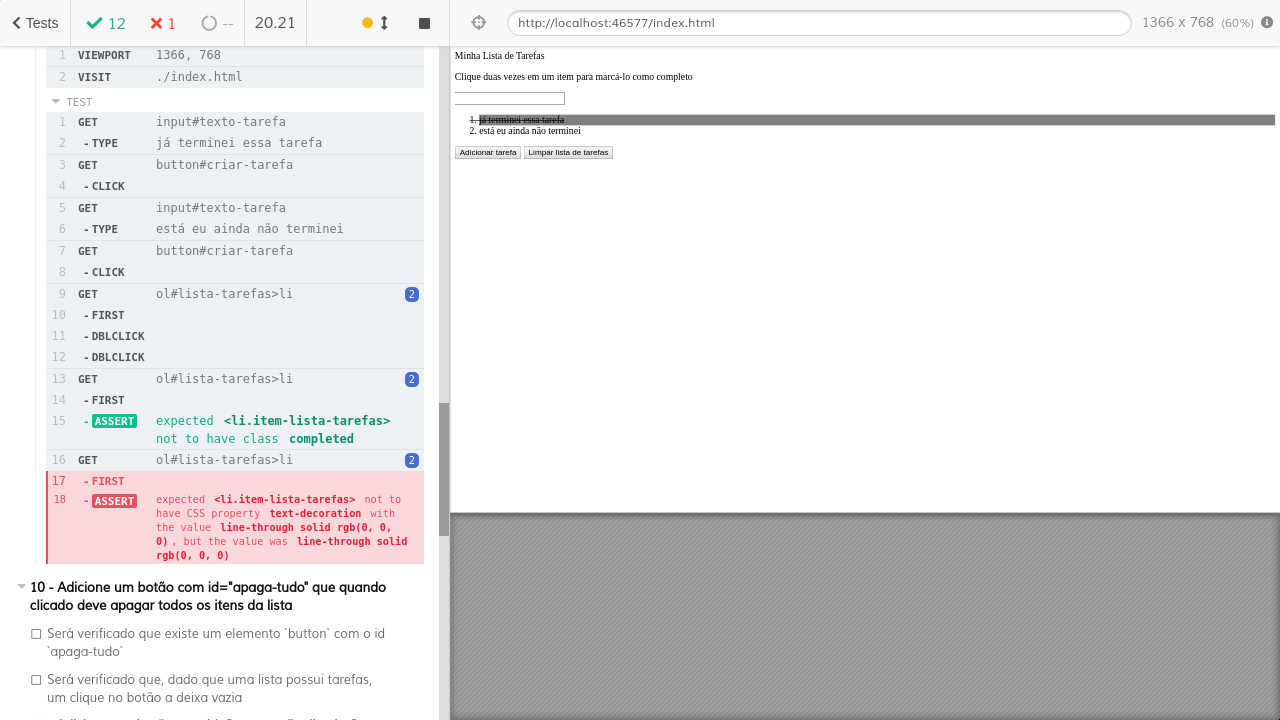 Tests 12 1 -- 20.21 http://localhost:46577/index.html 1366 x 768 (60%)
1 VIEWPORT 1366, 768
2 VISIT ./index.html
TEST
1 GET input#texto-tarefa
2 - TYPE já terminei essa tarefa
3 GET button#criar-tarefa
4 - CLICK
5 GET input#texto-tarefa
6 - TYPE está eu ainda não terminei
7 GET button#criar-tarefa
8 - CLICK
9 GET ol#lista-tarefas>li 2
10 - FIRST
11 - DBLCLICK
12 - DBLCLICK
13 GET ol#lista-tarefas>li 2
14 - FIRST
15 - ASSERT expected <li.item-lista-tarefas>
not to have class completed
16 GET ol#lista-tarefas>li 2
17 - FIRST
18 - ASSERT expected <li.item-lista-tarefas> not to
have CSS property text-decoration with
the value line-through solid rgb(0, 0,
0), but the value was line-through solid
rgb(0, 0, 0)
10 - Adicione um botão com id="apaga-tudo" que quando
clicado deve apagar todos os itens da lista
Será verificado que existe um elemento `button` com o id
`apaga-tudo`
Será verificado que, dado que uma lista possui tarefas,
um clique no botão a deixa vazia
Minha Lista de Tarefas
Clique duas vezes em um item para marcá-lo como completo
1. já terminei essa tarefa
2. está eu ainda não terminei
Adicionar tarefa Limpar lista de tarefas